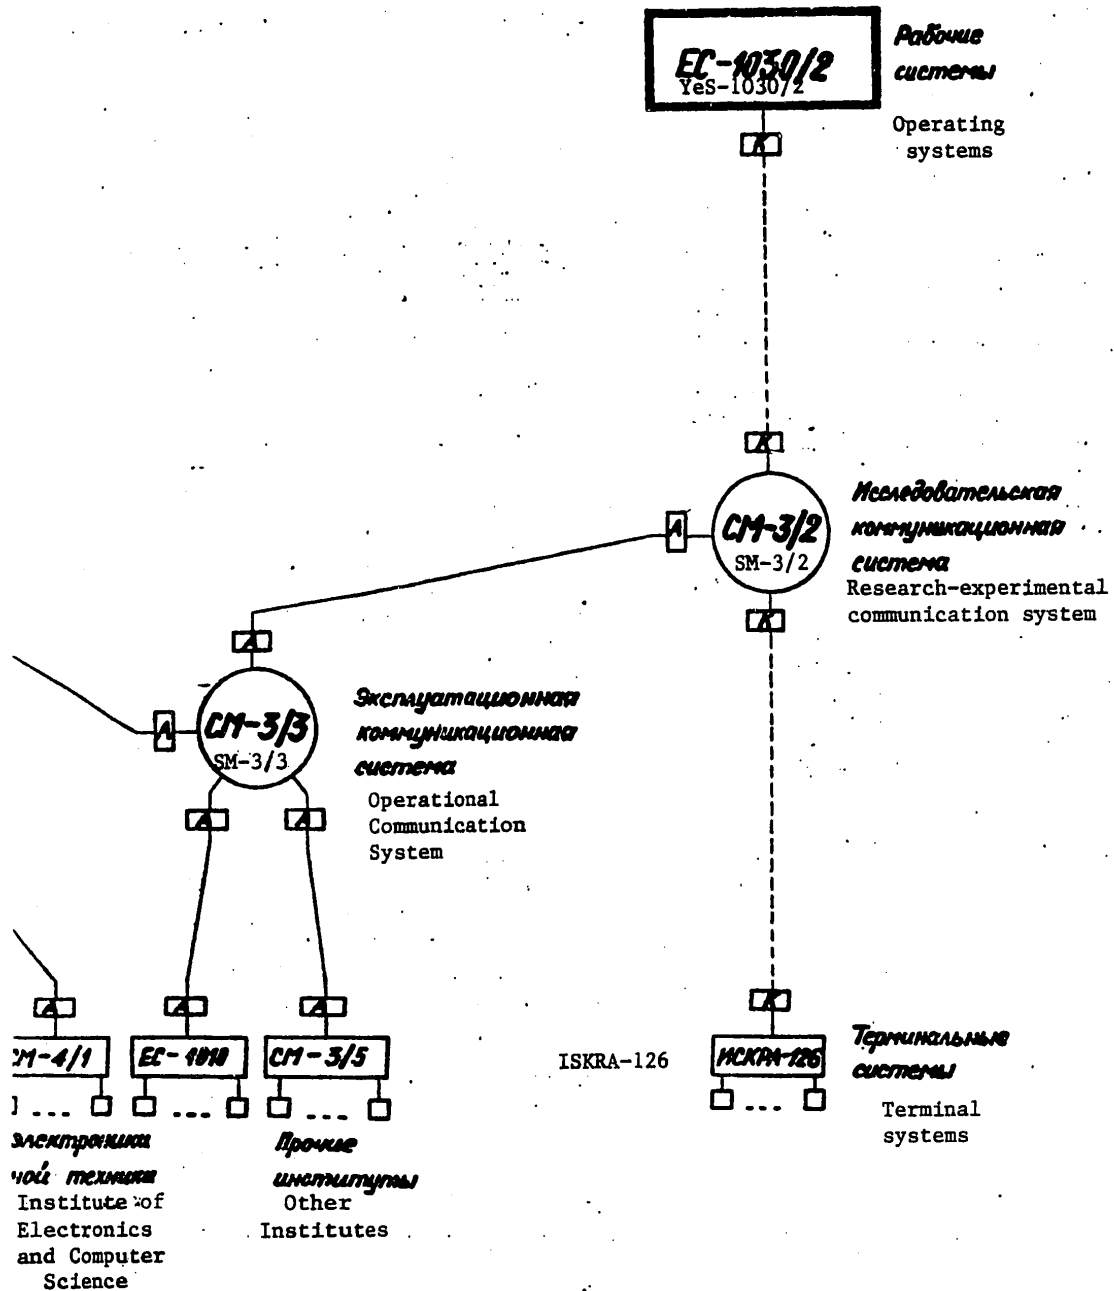 ЕС-1030/2
YeS-1030/2
Рабочие
системы
Operating
systems
К
К
СМ-3/2
SM-3/2
Исследовательская
коммуникационная
система
Research-experimental
communication system
А
К
А
А
СМ-3/3
SM-3/3
Эксплуатационная
коммуникационная
система
Operational
Communication
System
А
А
А
А
А
К
СМ-4/1
ЕС-1010
СМ-3/5
ISKRA-126
ИСКРА-126
Терминальные
системы
Terminal
systems
...
...
...
...
электроники
ной техники
Institute of
Electronics
and Computer
Science
Прочие
институты
Other
Institutes